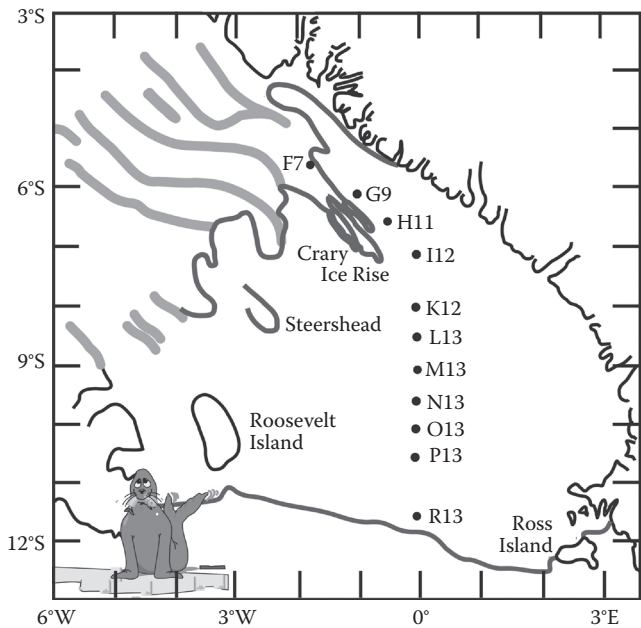 3°S
F7
6°S
G9
H11
Crary
Ice Rise
I12
K12
Steershead
L13
9°S
M13
N13
Roosevelt
Island
O13
P13
R13
Ross
Island
12°S
6°W
3°W
0°
3°E